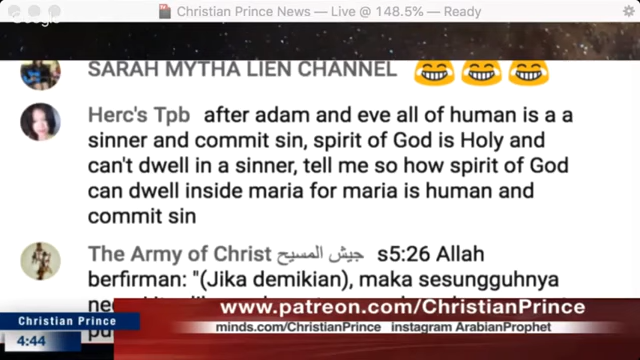 Christian Prince News — Live @ 148.5% — Ready
SARAH MYTHA LIEN CHANNEL 😂 😂 😂
Herc's Tpb after adam and eve all of human is a a
sinner and commit sin, spirit of God is Holy and
can't dwell in a sinner, tell me so how spirit of God
can dwell inside maria for maria is human and
commit sin
The Army of Christ جيش المسيح s5:26 Allah
berfirman: "(Jika demikian), maka sesungguhnya
www.patreon.com/ChristianPrince
Christian Prince
minds.com/ChristianPrince instagram ArabianProphet
4:44